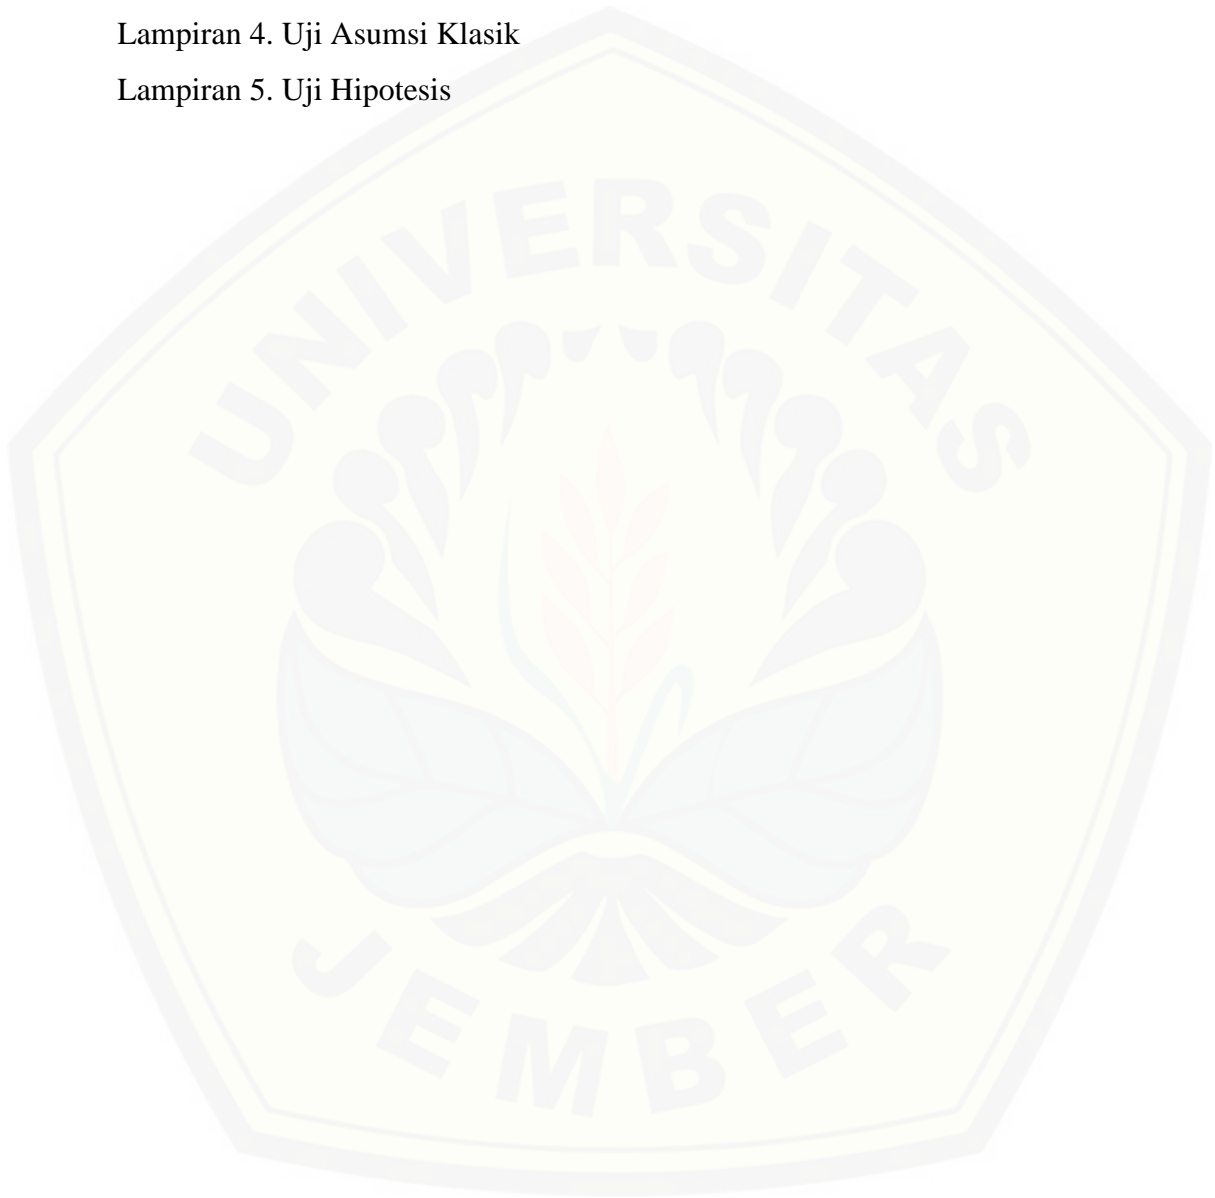 Lampiran 4. Uji Asumsi Klasik
Lampiran 5. Uji Hipotesis
UNIVERSITAS
JEMBER